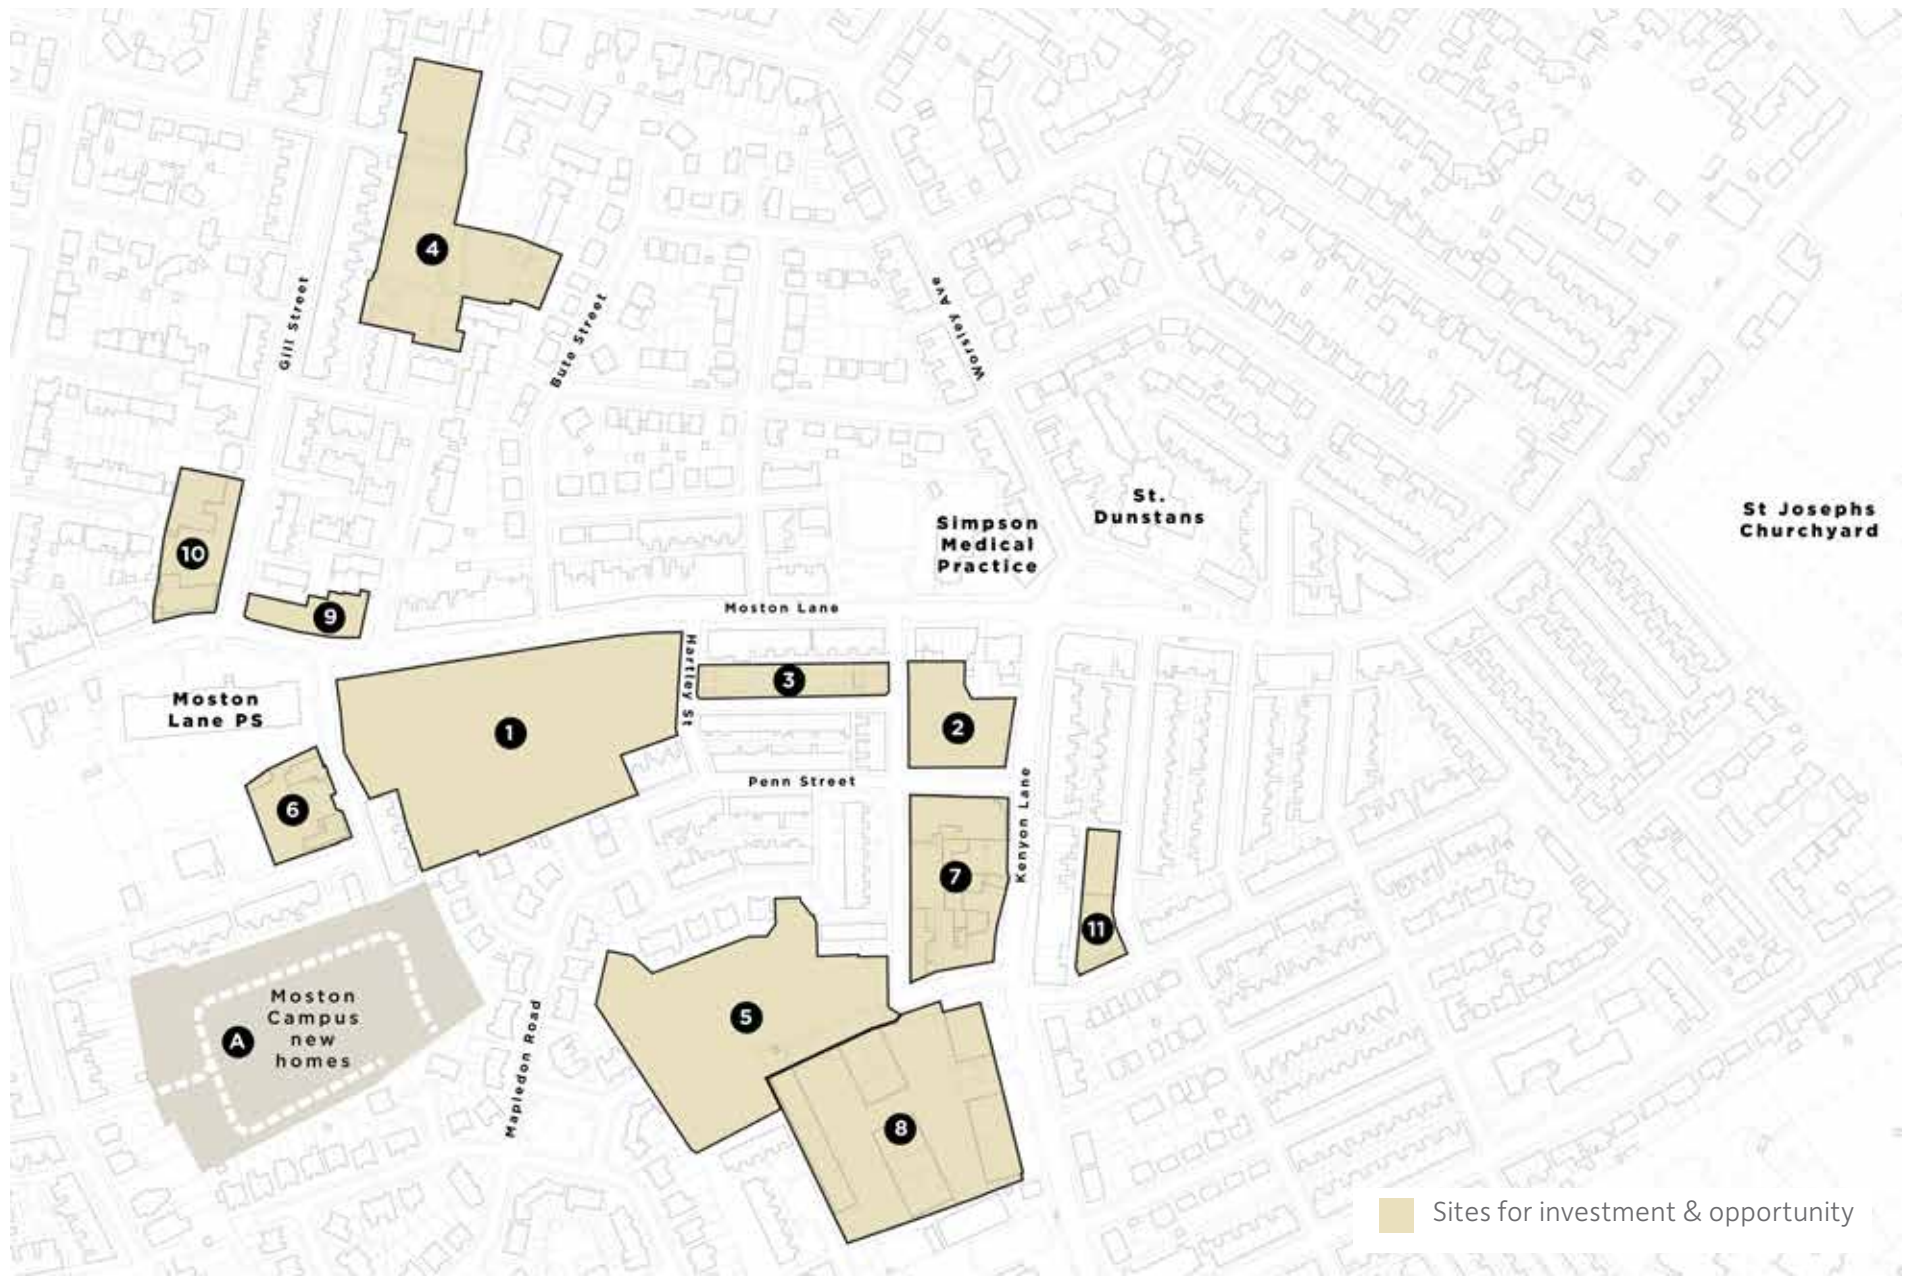 4
Gill Street
Bute Street
Worsley Ave
10
9
St.
Dunstans
Simpson
Medical
Practice
St Josephs
Churchyard
Moston Lane
Hartley St
3
Moston
Lane PS
1
2
Penn Street
6
Kenyon Lane
7
11
Moston
Campus
new
homes
A
5
Mapledon Road
8
Sites for investment & opportunity